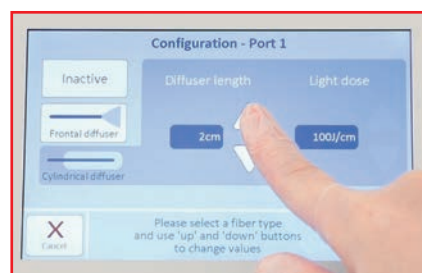 Configuration - Port 1
Inactive
Diffuser length
Light dose
Frontal diffuser
2cm
100J/cm
Cylindrical diffuser
Please select a fiber type
and use 'up' and 'down' buttons
to change values
X
Cancel